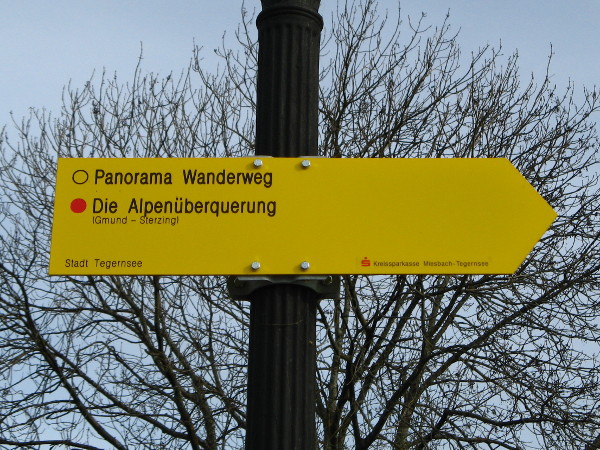 Panorama Wanderweg
Die Alpenüberquerung
(Gmund - Sterzing)
Stadt Tegernsee
Kreissparkasse Miesbach-Tegernsee